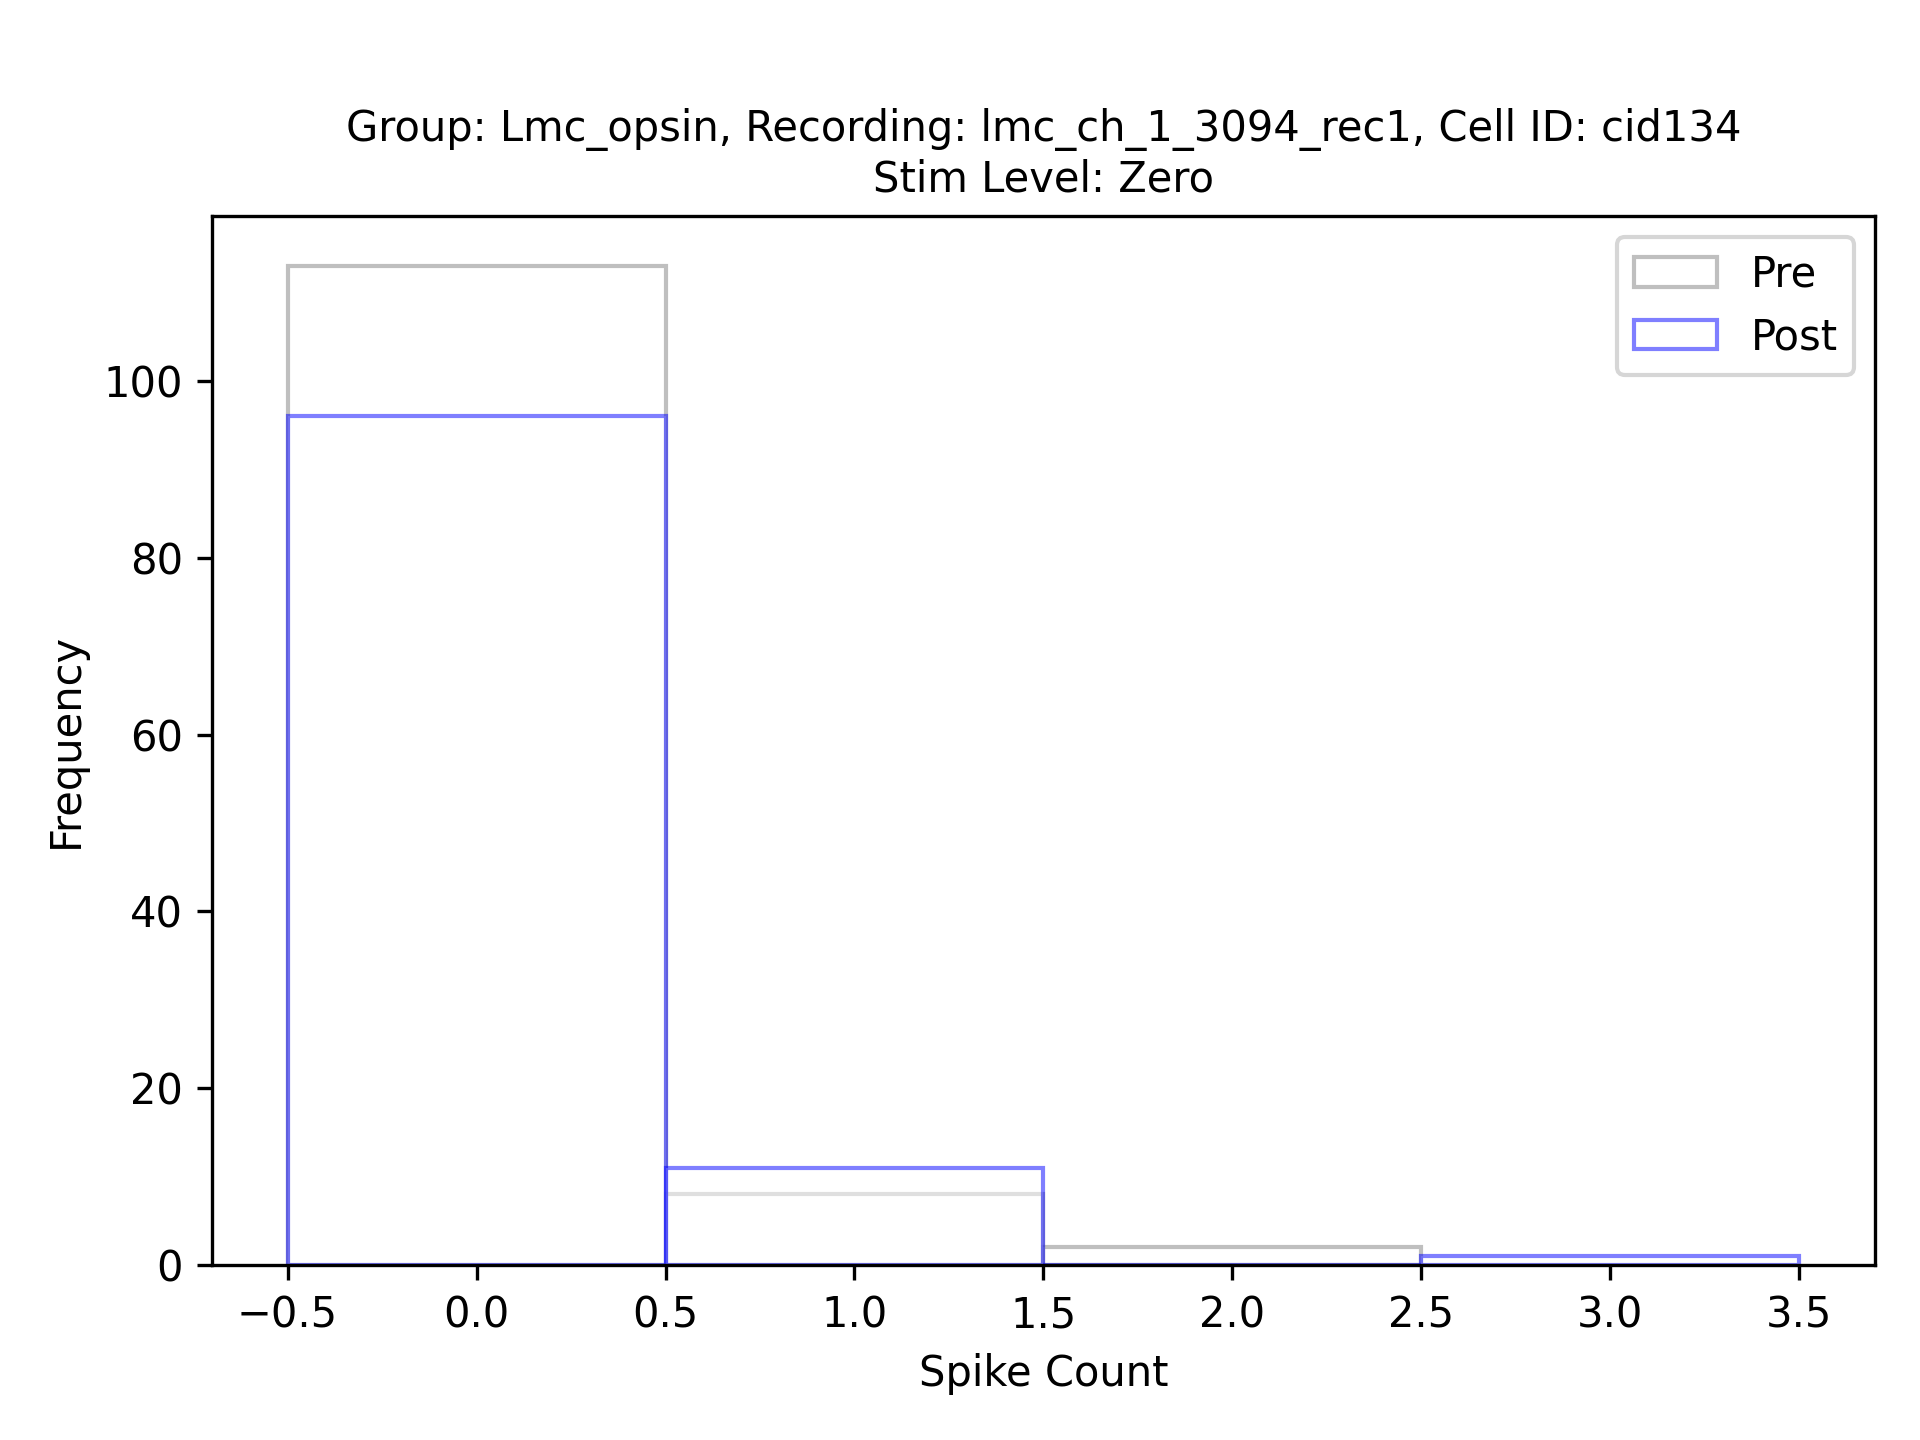 Group: Lmc_opsin, Recording: lmc_ch_1_3094_rec1, Cell ID: cid134
Stim Level: Zero
Pre
Post
Frequency
100
80
60
40
20
0
−0.5 0.0 0.5 1.0 1.5 2.0 2.5 3.0 3.5
Spike Count